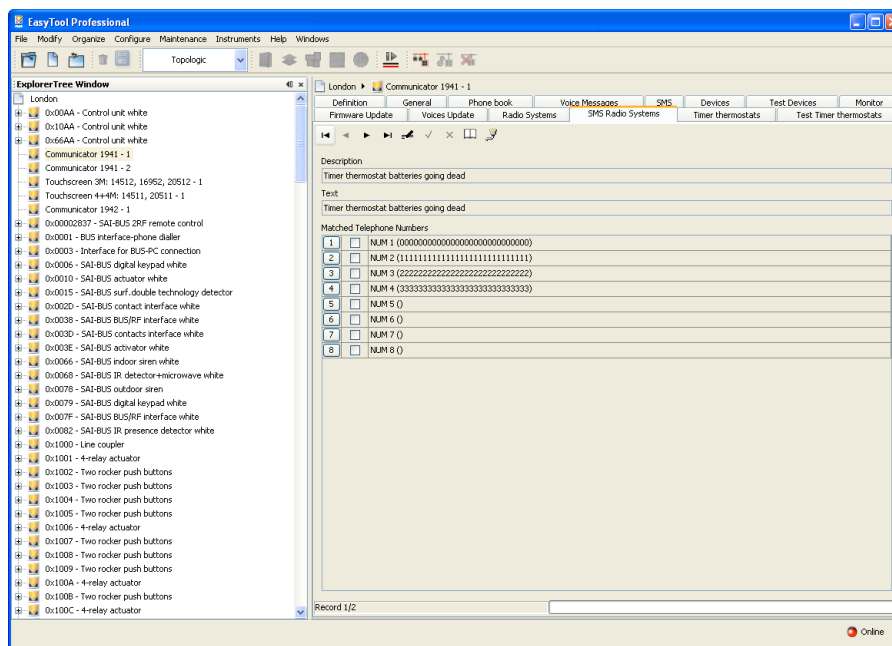 EasyTool Professional
File Modify Organize Configure Maintenance Instruments Help Windows
Topologic
ExplorerTree Window
London
0x00AA - Control unit white
0x10AA - Control unit white
0x66AA - Control unit white
Communicator 1941 - 1
Communicator 1941 - 2
Touchscreen 3M: 14512, 16952, 20512 - 1
Touchscreen 4+4M: 14511, 20511 - 1
Communicator 1942 - 1
0x00002837 - SAI-BUS 2RF remote control
0x0001 - BUS interface-phone dialler
0x0003 - Interface for BUS-PC connection
0x0006 - SAI-BUS digital keypad white
0x0010 - SAI-BUS actuator white
0x0015 - SAI-BUS surf.double technology detector
0x002D - SAI-BUS contact interface white
0x0038 - SAI-BUS BUS/RF interface white
0x003D - SAI-BUS contacts interface white
0x003E - SAI-BUS activator white
0x0066 - SAI-BUS indoor siren white
0x0068 - SAI-BUS IR detector+microwave white
0x0078 - SAI-BUS outdoor siren
0x0079 - SAI-BUS digital keypad white
0x007F - SAI-BUS BUS/RF interface white
0x0082 - SAI-BUS IR presence detector white
0x1000 - Line coupler
0x1001 - 4-relay actuator
0x1002 - Two rocker push buttons
0x1003 - Two rocker push buttons
0x1004 - Two rocker push buttons
0x1005 - Two rocker push buttons
0x1006 - 4-relay actuator
0x1007 - Two rocker push buttons
0x1008 - Two rocker push buttons
0x1009 - Two rocker push buttons
0x100A - 4-relay actuator
0x100B - Two rocker push buttons
0x100C - 4-relay actuator
London Communicator 1941 - 1
Definition General Phone book Voice Messages SMS Devices Test Devices Monitor
Firmware Update Voices Update Radio Systems SMS Radio Systems Timer thermostats Test Timer thermostats
Description
Timer thermostat batteries going dead
Text
Timer thermostat batteries going dead
Matched Telephone Numbers
1 NUM 1 (0000000000000000000000000)
2 NUM 2 (1111111111111111111111111)
3 NUM 3 (2222222222222222222222222)
4 NUM 4 (3333333333333333333333333)
5 NUM 5 ()
6 NUM 6 ()
7 NUM 7 ()
8 NUM 8 ()
Record 1/2
Online